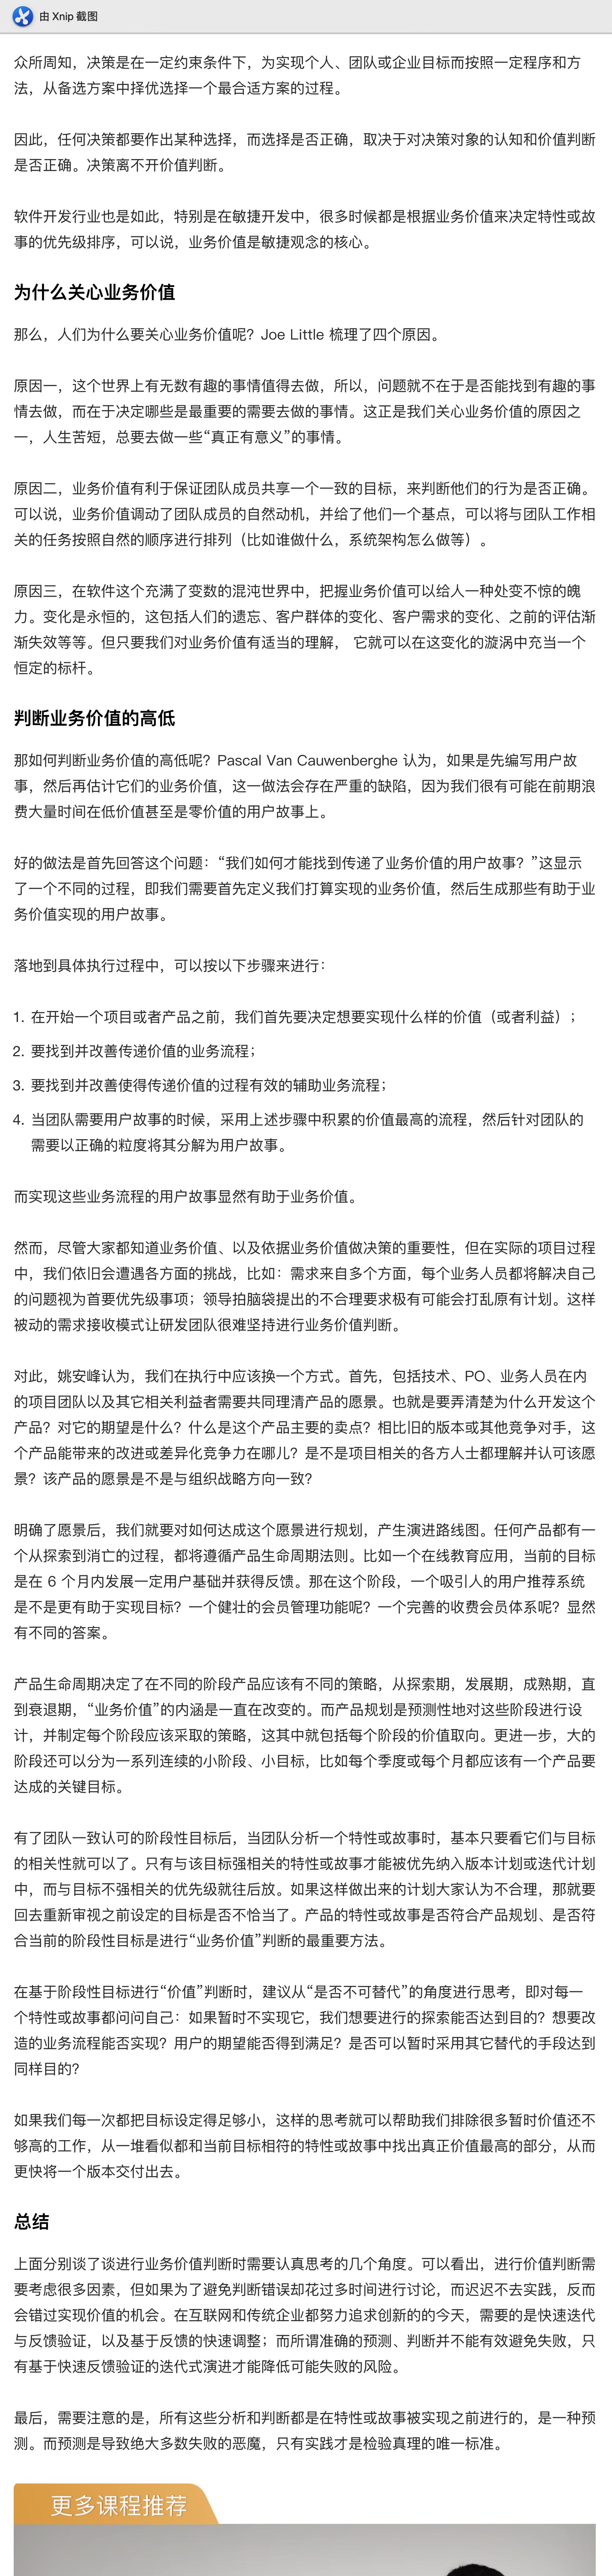 由 Xnip 截图
众所周知，决策是在一定约束条件下，为实现个人、团队或企业目标而按照一定程序和方
法，从备选方案中择优选择一个最合适方案的过程。
因此，任何决策都要作出某种选择，而选择是否正确，取决于对决策对象的认知和价值判断
是否正确。决策离不开价值判断。
软件开发行业也是如此，特别是在敏捷开发中，很多时候都是根据业务价值来决定特性或故
事的优先级排序，可以说，业务价值是敏捷观念的核心。
为什么关心业务价值
那么，人们为什么要关心业务价值呢？Joe Little 梳理了四个原因。
原因一，这个世界上有无数有趣的事情值得去做，所以，问题就不在于是否能找到有趣的事
情去做，而在于决定哪些是最重要的需要去做的事情。这正是我们关心业务价值的原因之
一，人生苦短，总要去做一些“真正有意义”的事情。
原因二，业务价值有利于保证团队成员共享一个一致的目标，来判断他们的行为是否正确。
可以说，业务价值调动了团队成员的自然动机，并给了他们一个基点，可以将与团队工作相
关的任务按照自然的顺序进行排列（比如谁做什么，系统架构怎么做等）。
原因三，在软件这个充满了变数的混沌世界中，把握业务价值可以给人一种处变不惊的魄
力。变化是永恒的，这包括人们的遗忘、客户群体的变化、客户需求的变化、之前的评估渐
渐失效等等。但只要我们对业务价值有适当的理解， 它就可以在这变化的漩涡中充当一个
恒定的标杆。
判断业务价值的高低
那如何判断业务价值的高低呢？Pascal Van Cauwenberghe 认为，如果是先编写用户故
事，然后再估计它们的业务价值，这一做法会存在严重的缺陷，因为我们很有可能在前期浪
费大量时间在低价值甚至是零价值的用户故事上。
好的做法是首先回答这个问题：“我们如何才能找到传递了业务价值的用户故事？”这显示
了一个不同的过程，即我们需要首先定义我们打算实现的业务价值，然后生成那些有助于业
务价值实现的用户故事。
落地到具体执行过程中，可以按以下步骤来进行：
1. 在开始一个项目或者产品之前，我们首先要决定想要实现什么样的价值（或者利益）；
2. 要找到并改善传递价值的业务流程；
3. 要找到并改善使得传递价值的过程有效的辅助业务流程；
4. 当团队需要用户故事的时候，采用上述步骤中积累的价值最高的流程，然后针对团队的
需要以正确的粒度将其分解为用户故事。
而实现这些业务流程的用户故事显然有助于业务价值。
然而，尽管大家都知道业务价值、以及依据业务价值做决策的重要性，但在实际的项目过程
中，我们依旧会遭遇各方面的挑战，比如：需求来自多个方面，每个业务人员都将解决自己
的问题视为首要优先级事项；领导拍脑袋提出的不合理要求极有可能会打乱原有计划。这样
被动的需求接收模式让研发团队很难坚持进行业务价值判断。
对此，姚安峰认为，我们在执行中应该换一个方式。首先，包括技术、PO、业务人员在内
的项目团队以及其它相关利益者需要共同理清产品的愿景。也就是要弄清楚为什么开发这个
产品？对它的期望是什么？什么是这个产品主要的卖点？相比旧的版本或其他竞争对手，这
个产品能带来的改进或差异化竞争力在哪儿？是不是项目相关的各方人士都理解并认可该愿
景？该产品的愿景是不是与组织战略方向一致？
明确了愿景后，我们就要对如何达成这个愿景进行规划，产生演进路线图。任何产品都有一
个从探索到消亡的过程，都将遵循产品生命周期法则。比如一个在线教育应用，当前的目标
是在 6 个月内发展一定用户基础并获得反馈。那在这个阶段，一个吸引人的用户推荐系统
是不是更有助于实现目标？一个健壮的会员管理功能呢？一个完善的收费会员体系呢？显然
有不同的答案。
产品生命周期决定了在不同的阶段产品应该有不同的策略，从探索期，发展期，成熟期，直
到衰退期，“业务价值”的内涵是一直在改变的。而产品规划是预测性地对这些阶段进行设
计，并制定每个阶段应该采取的策略，这其中就包括每个阶段的价值取向。更进一步，大的
阶段还可以分为一系列连续的小阶段、小目标，比如每个季度或每个月都应该有一个产品要
达成的关键目标。
有了团队一致认可的阶段性目标后，当团队分析一个特性或故事时，基本只要看它们与目标
的相关性就可以了。只有与该目标强相关的特性或故事才能被优先纳入版本计划或迭代计划
中，而与目标不强相关的优先级就往后放。如果这样做出来的计划大家认为不合理，那就要
回去重新审视之前设定的目标是否不恰当了。产品的特性或故事是否符合产品规划、是否符
合当前的阶段性目标是进行“业务价值”判断的最重要方法。
在基于阶段性目标进行“价值”判断时，建议从“是否不可替代”的角度进行思考，即对每一
个特性或故事都问问自己：如果暂时不实现它，我们想要进行的探索能否达到目的？想要改
造的业务流程能否实现？用户的期望能否得到满足？是否可以暂时采用其它替代的手段达到
同样目的？
如果我们每一次都把目标设定得足够小，这样的思考就可以帮助我们排除很多暂时价值还不
够高的工作，从一堆看似都和当前目标相符的特性或故事中找出真正价值最高的部分，从而
更快将一个版本交付出去。
总结
上面分别谈了谈进行业务价值判断时需要认真思考的几个角度。可以看出，进行价值判断需
要考虑很多因素，但如果为了避免判断错误却花过多时间进行讨论，而迟迟不去实践，反而
会错过实现价值的机会。在互联网和传统企业都努力追求创新的的今天，需要的是快速迭代
与反馈验证，以及基于反馈的快速调整；而所谓准确的预测、判断并不能有效避免失败，只
有基于快速反馈验证的迭代式演进才能降低可能失败的风险。
最后，需要注意的是，所有这些分析和判断都是在特性或故事被实现之前进行的，是一种预
测。而预测是导致绝大多数失败的恶魔，只有实践才是检验真理的唯一标准。
更多课程推荐